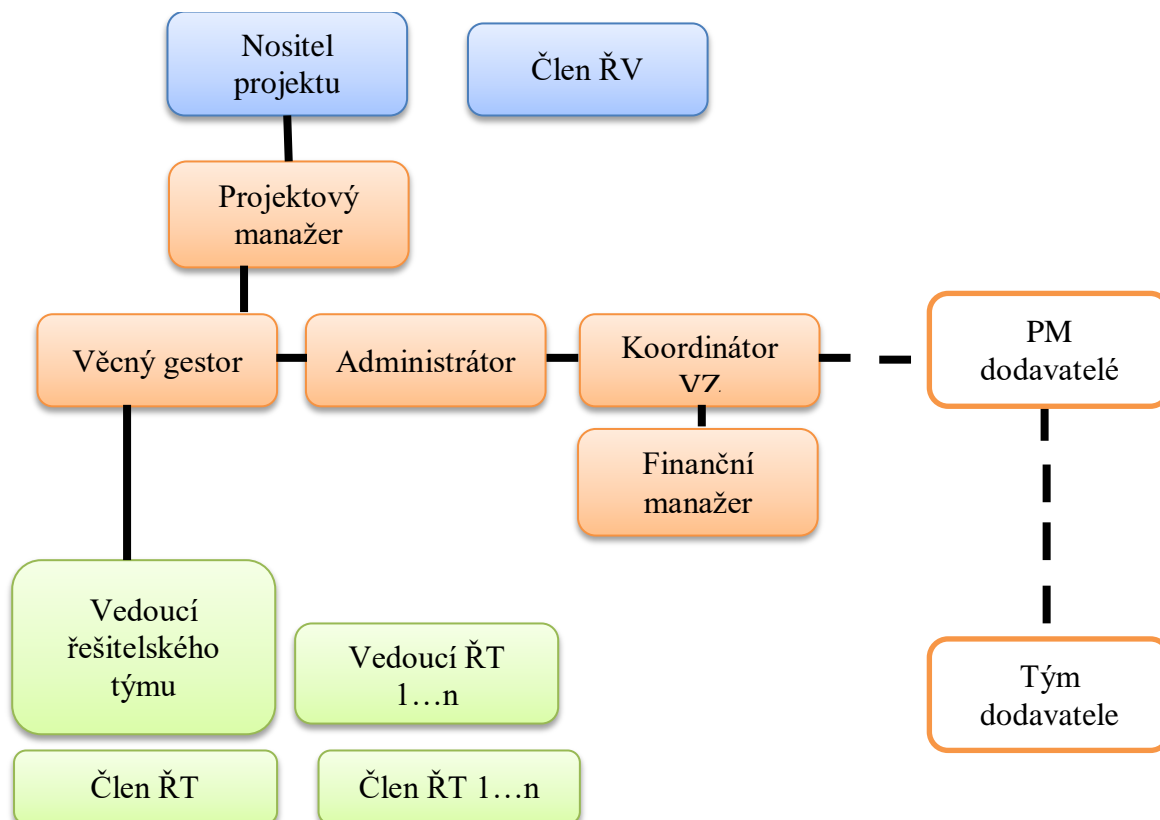 Nositel
projektu
Člen ŘV
Projektový
manažer
Věcný gestor
Administrátor
Koordinátor
VZ
PM
dodavatelé
Finanční
manažer
Vedoucí
řešitelského
týmu
Vedoucí ŘT
1…n
Tým
dodavatele
Člen ŘT
Člen ŘT 1…n